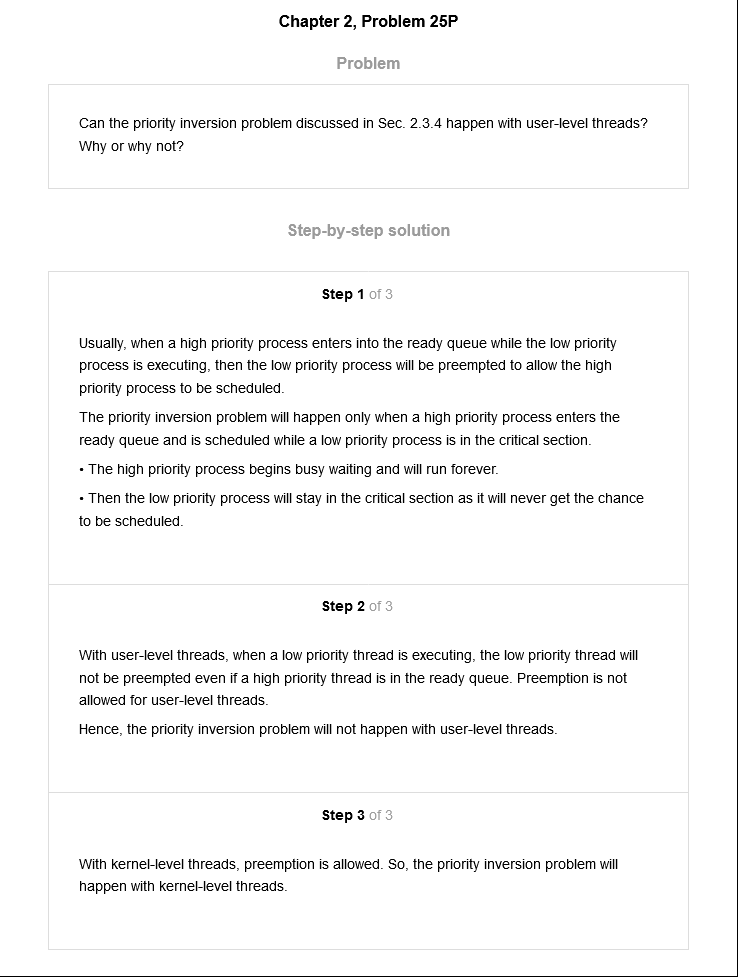 Chapter 2, Problem 25P
Problem
Can the priority inversion problem discussed in Sec. 2.3.4 happen with user-level threads?
Why or why not?
Step-by-step solution
Step 1 of 3
Usually, when a high priority process enters into the ready queue while the low priority
process is executing, then the low priority process will be preempted to allow the high
priority process to be scheduled.
The priority inversion problem will happen only when a high priority process enters the
ready queue and is scheduled while a low priority process is in the critical section.
• The high priority process begins busy waiting and will run forever.
• Then the low priority process will stay in the critical section as it will never get the chance
to be scheduled.
Step 2 of 3
With user-level threads, when a low priority thread is executing, the low priority thread will
not be preempted even if a high priority thread is in the ready queue. Preemption is not
allowed for user-level threads.
Hence, the priority inversion problem will not happen with user-level threads.
Step 3 of 3
With kernel-level threads, preemption is allowed. So, the priority inversion problem will
happen with kernel-level threads.